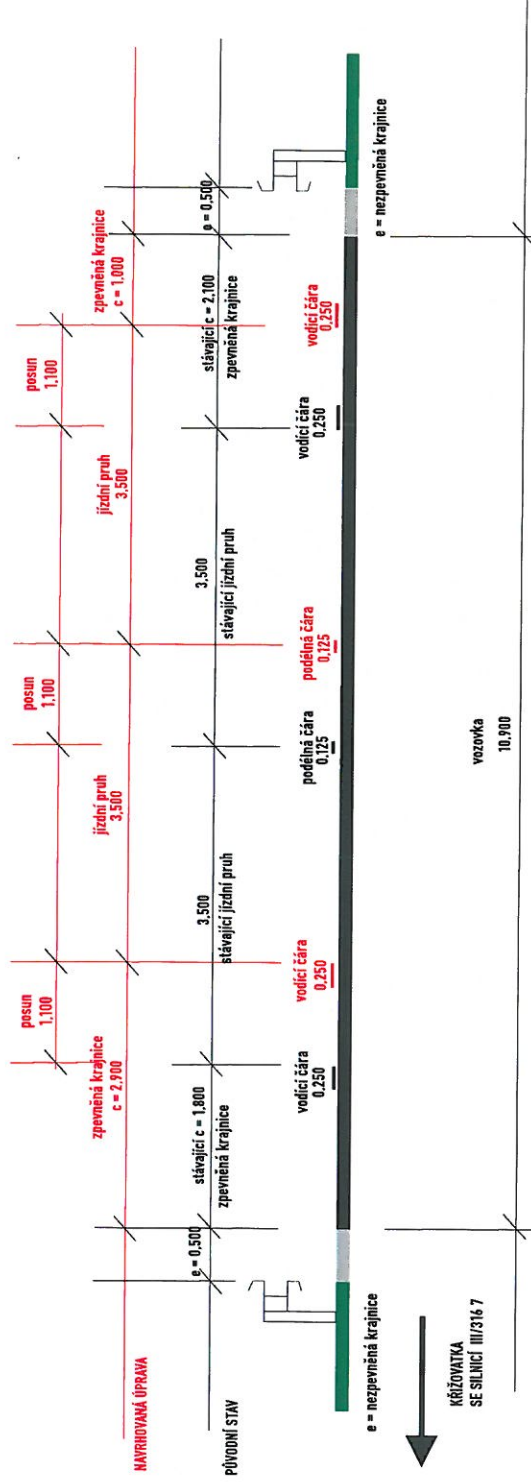 NAVRHOVANÁ ÚPRAVA
PŮVODNÍ STAV
posun
1,100
posun
1,100
posun
1,100
zpevněná krajnice
c = 2,900
jízdní pruh
3,500
jízdní pruh
3,500
zpevněná krajnice
c = 1,000
e = 0,500
stávající c = 1,800
zpevněná krajnice
3,500
stávající jízdní pruh
3,500
stávající jízdní pruh
stávající c = 2,100
zpevněná krajnice
e = 0,500
vodící čára
0,250
vodící čára
0,250
podélná čára
0,125
podélná čára
0,125
vodící čára
0,250
vodící čára
0,250
e = nezpevněná krajnice
e = nezpevněná krajnice
KŘIŽOVATKA
SE SILNICÍ III/316 7
vozovka
10,900